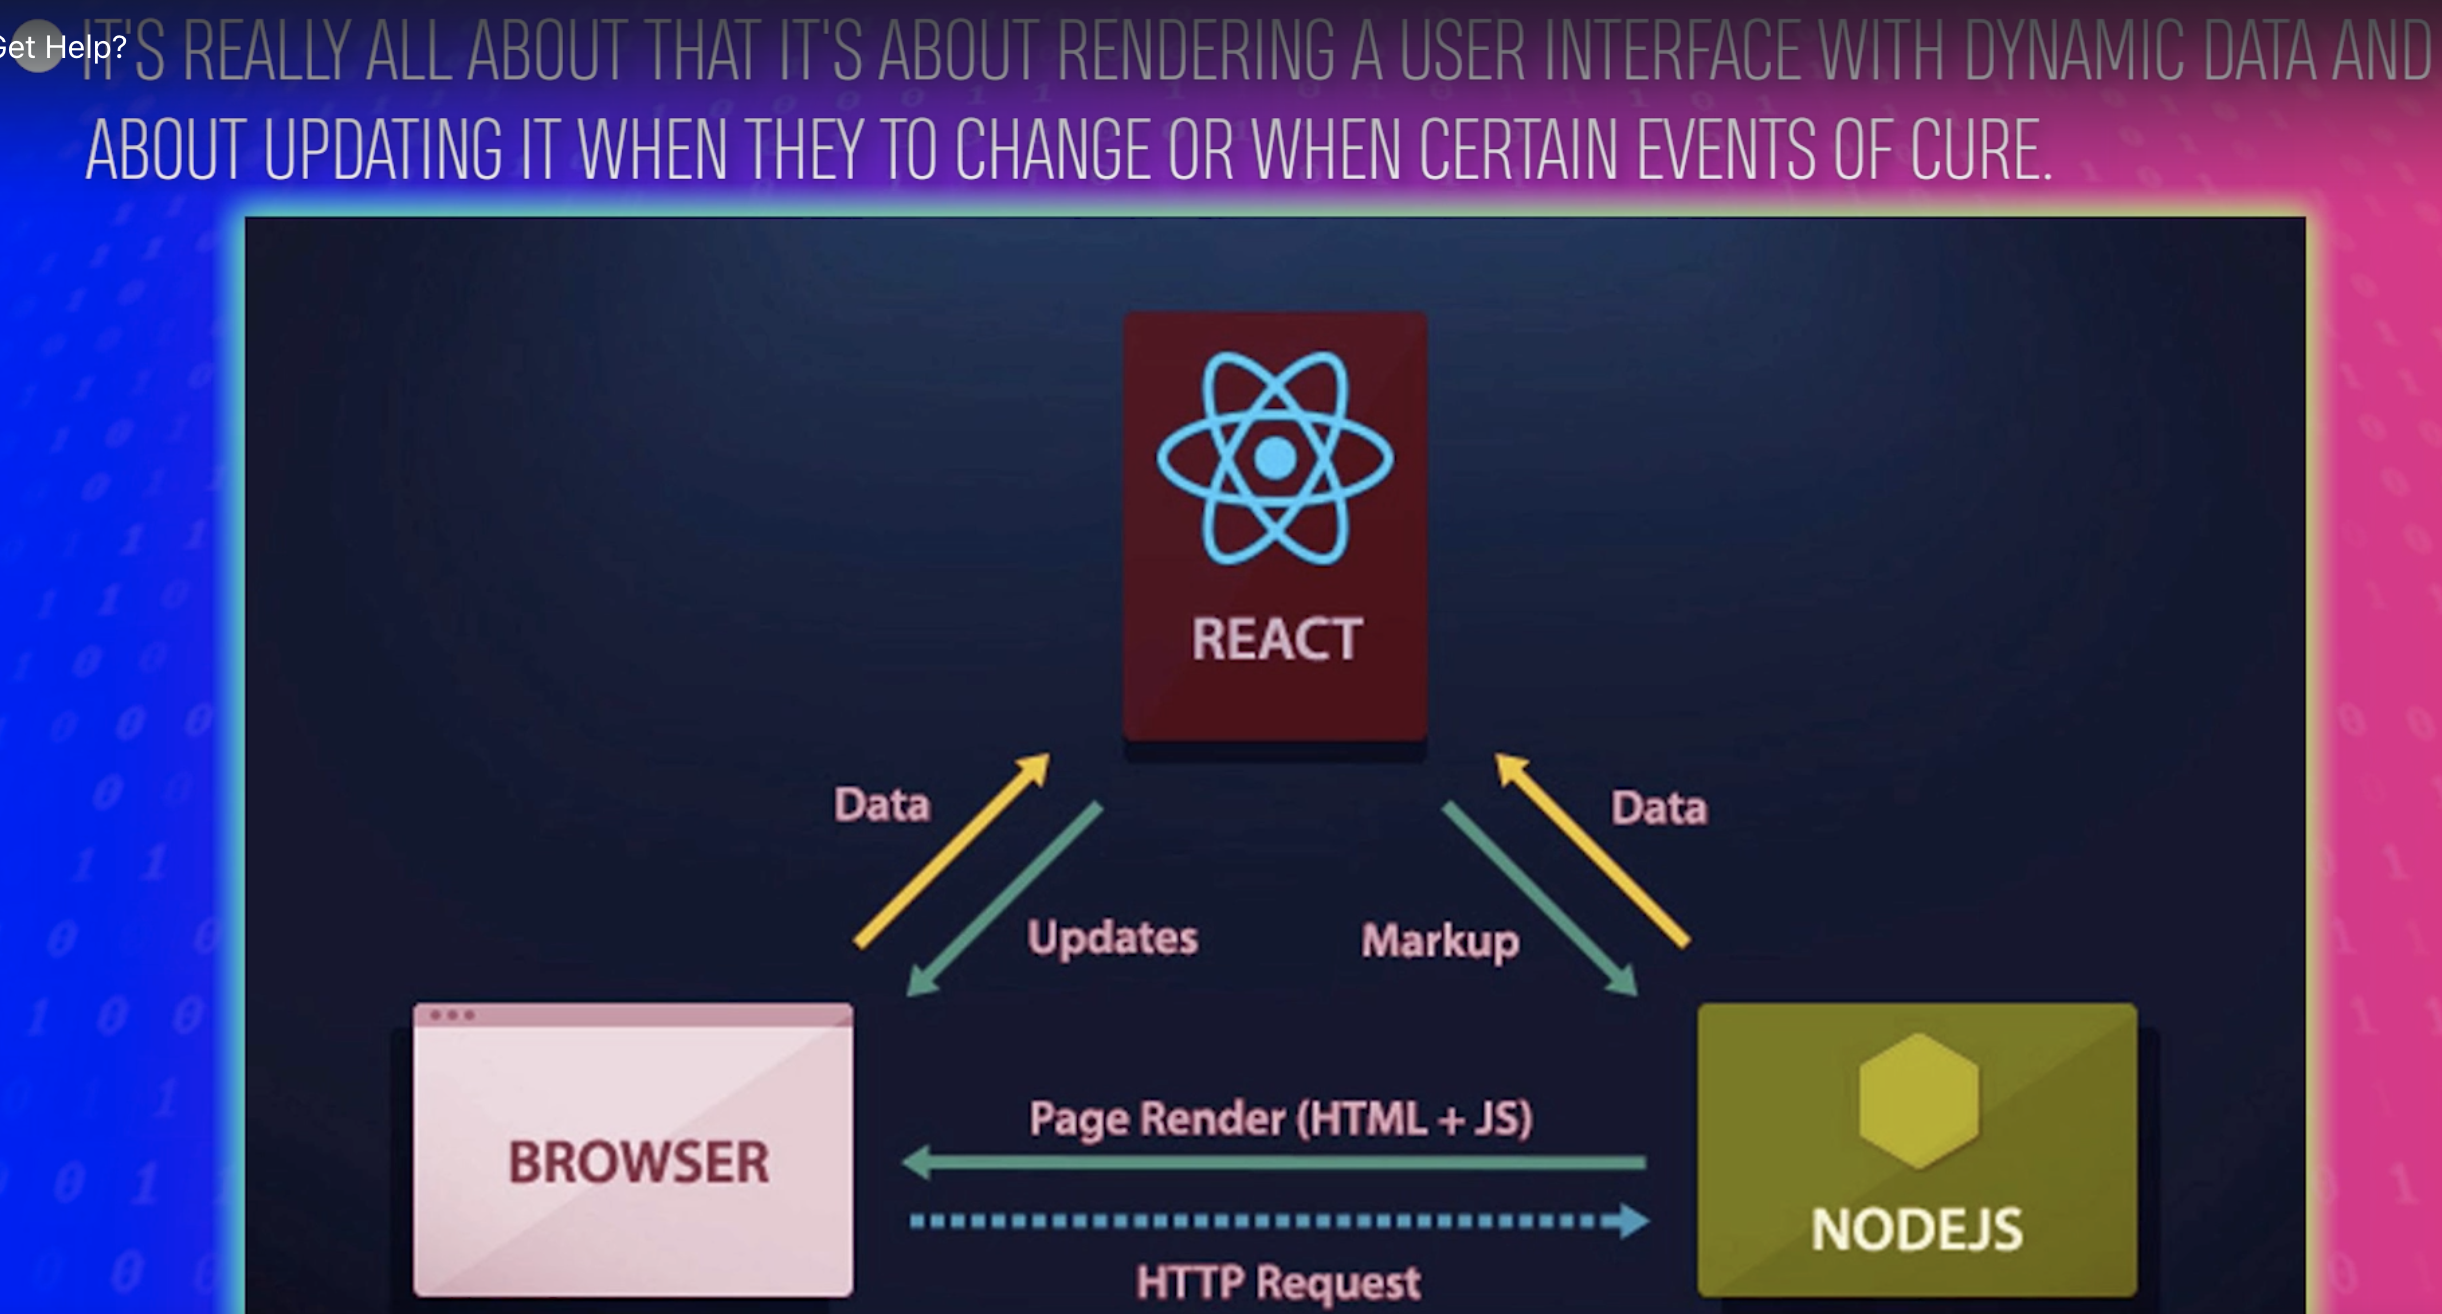 Get Help?
IT'S REALLY ALL ABOUT THAT IT'S ABOUT RENDERING A USER INTERFACE WITH DYNAMIC DATA AND
ABOUT UPDATING IT WHEN THEY TO CHANGE OR WHEN CERTAIN EVENTS OF CURE.
REACT
Data
Data
Updates
Markup
Page Render (HTML + JS)
BROWSER
NODEJS
HTTP Request